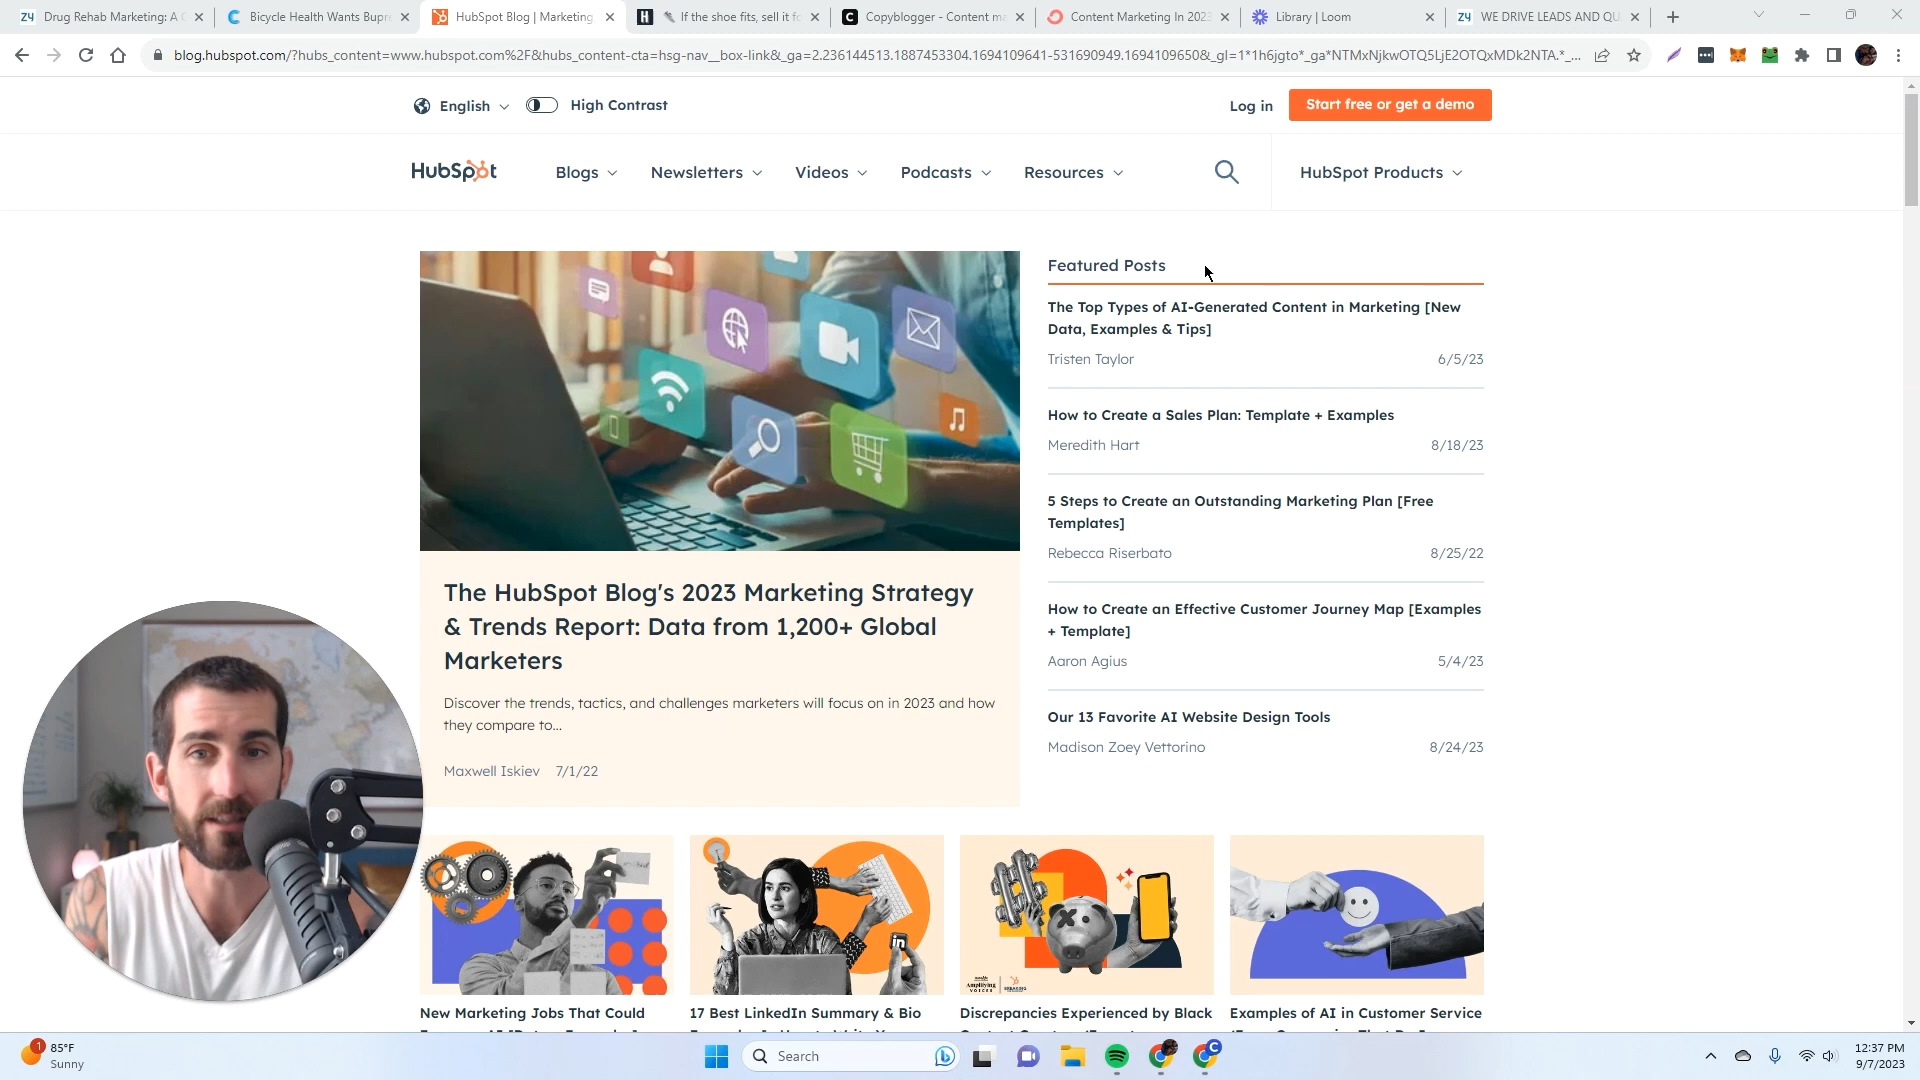 Drug Rehab Marketing: A C
Bicycle Health Wants Bupre
HubSpot Blog | Marketing,
If the shoe fits, sell it fo
Copyblogger - Content ma
Content Marketing In 2023
Library | Loom
WE DRIVE LEADS AND QU
blog.hubspot.com/?hubs_content=www.hubspot.com%2F&hubs_content-cta=hsg-nav__box-link&_ga=2.236144513.1887453304.1694109641-531690949.1694109650&_gl=1*1h6jgto*_ga*NTMxNjkwOTQ5LjE2OTQxMDk2NTA.*_...
English
High Contrast
Log in
Start free or get a demo
HubSpot
Blogs
Newsletters
Videos
Podcasts
Resources
HubSpot Products
Featured Posts
The Top Types of AI-Generated Content in Marketing [New
Data, Examples & Tips]
Tristen Taylor 6/5/23
How to Create a Sales Plan: Template + Examples
Meredith Hart 8/18/23
5 Steps to Create an Outstanding Marketing Plan [Free
Templates]
Rebecca Riserbato 8/25/22
How to Create an Effective Customer Journey Map [Examples
+ Template]
Aaron Agius 5/4/23
Our 13 Favorite AI Website Design Tools
Madison Zoey Vettorino 8/24/23
The HubSpot Blog's 2023 Marketing Strategy
& Trends Report: Data from 1,200+ Global
Marketers
Discover the trends, tactics, and challenges marketers will focus on in 2023 and how
they compare to...
Maxwell Iskiev 7/1/22
in
Amplifying
VOICES
BREAKING
New Marketing Jobs That Could
17 Best LinkedIn Summary & Bio
Discrepancies Experienced by Black
Examples of AI in Customer Service
1
85°F
Sunny
Search
12:37 PM
9/7/2023